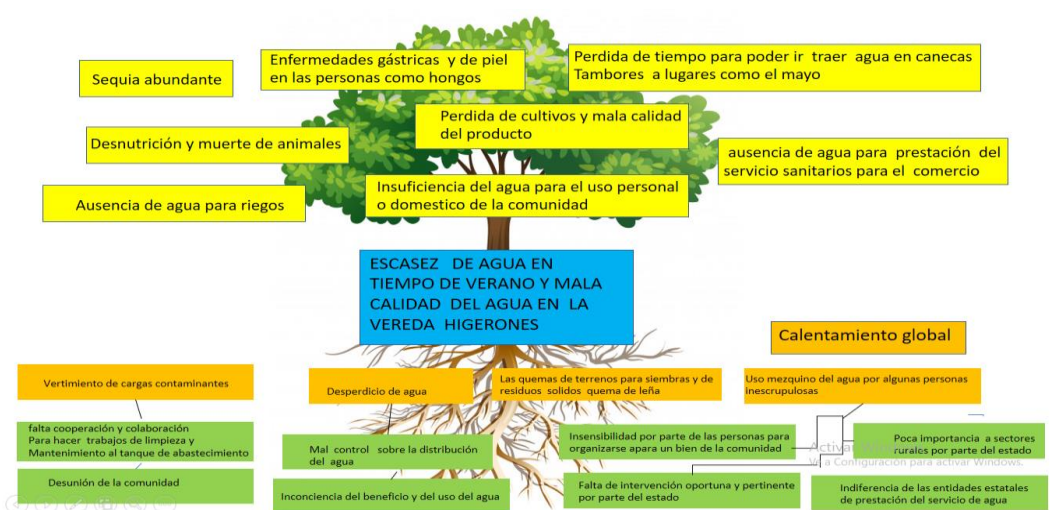 Sequia abundante
Enfermedades gástricas y de piel
en las personas como hongos
Perdida de tiempo para poder ir traer agua en canecas
Tambores a lugares como el mayo
Desnutrición y muerte de animales
Perdida de cultivos y mala calidad
del producto
ausencia de agua para prestación del
servicio sanitarios para el comercio
Ausencia de agua para riegos
Insuficiencia del agua para el uso personal
o domestico de la comunidad
ESCASEZ DE AGUA EN
TIEMPO DE VERANO Y MALA
CALIDAD DEL AGUA EN LA
VEREDA HIGERONES
Calentamiento global
Vertimiento de cargas contaminantes
Desperdicio de agua
Las quemas de terrenos para siembras y de
residuos solidos quema de leña
Uso mezquino del agua por algunas personas
inescrupulosas
falta cooperación y colaboración
Para hacer trabajos de limpieza y
Mantenimiento al tanque de abastecimiento
Mal control sobre la distribución
del agua
Insensibilidad por parte de las personas para
organizarse apara un bien de la comunidad
Poca importancia a sectores
rurales por parte del estado
Activar
Ve a Configuración para activar Windows.
Desunión de la comunidad
Inconciencia del beneficio y del uso del agua
Falta de intervención oportuna y pertinente
por parte del estado
Indiferencia de las entidades estatales
de prestación del servicio de agua